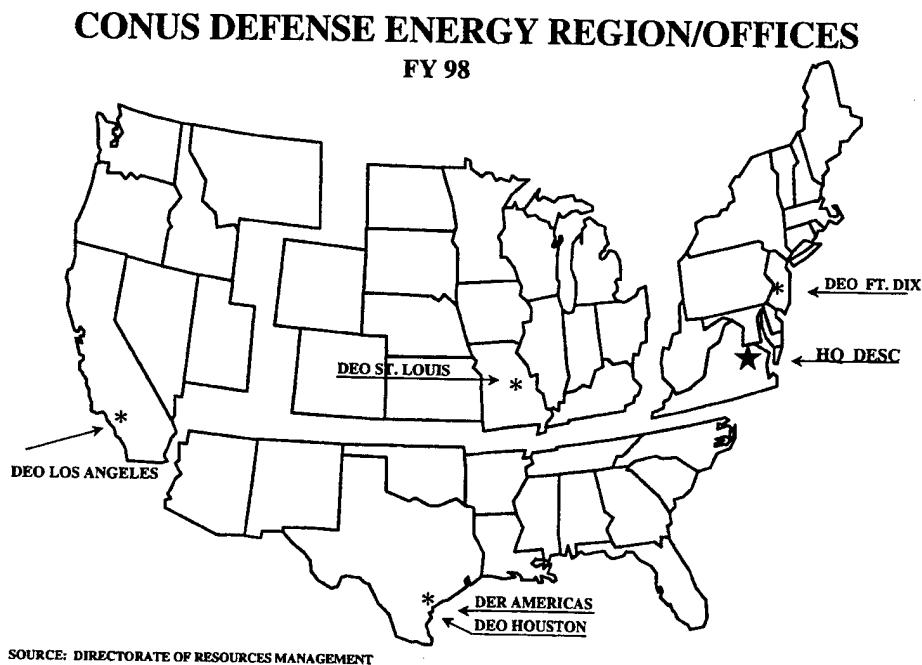 CONUS DEFENSE ENERGY REGION/OFFICES
FY 98
DEO FT. DIX
HQ DESC
DEO ST. LOUIS
DEO LOS ANGELES
DER AMERICAS
DEO HOUSTON
SOURCE: DIRECTORATE OF RESOURCES MANAGEMENT